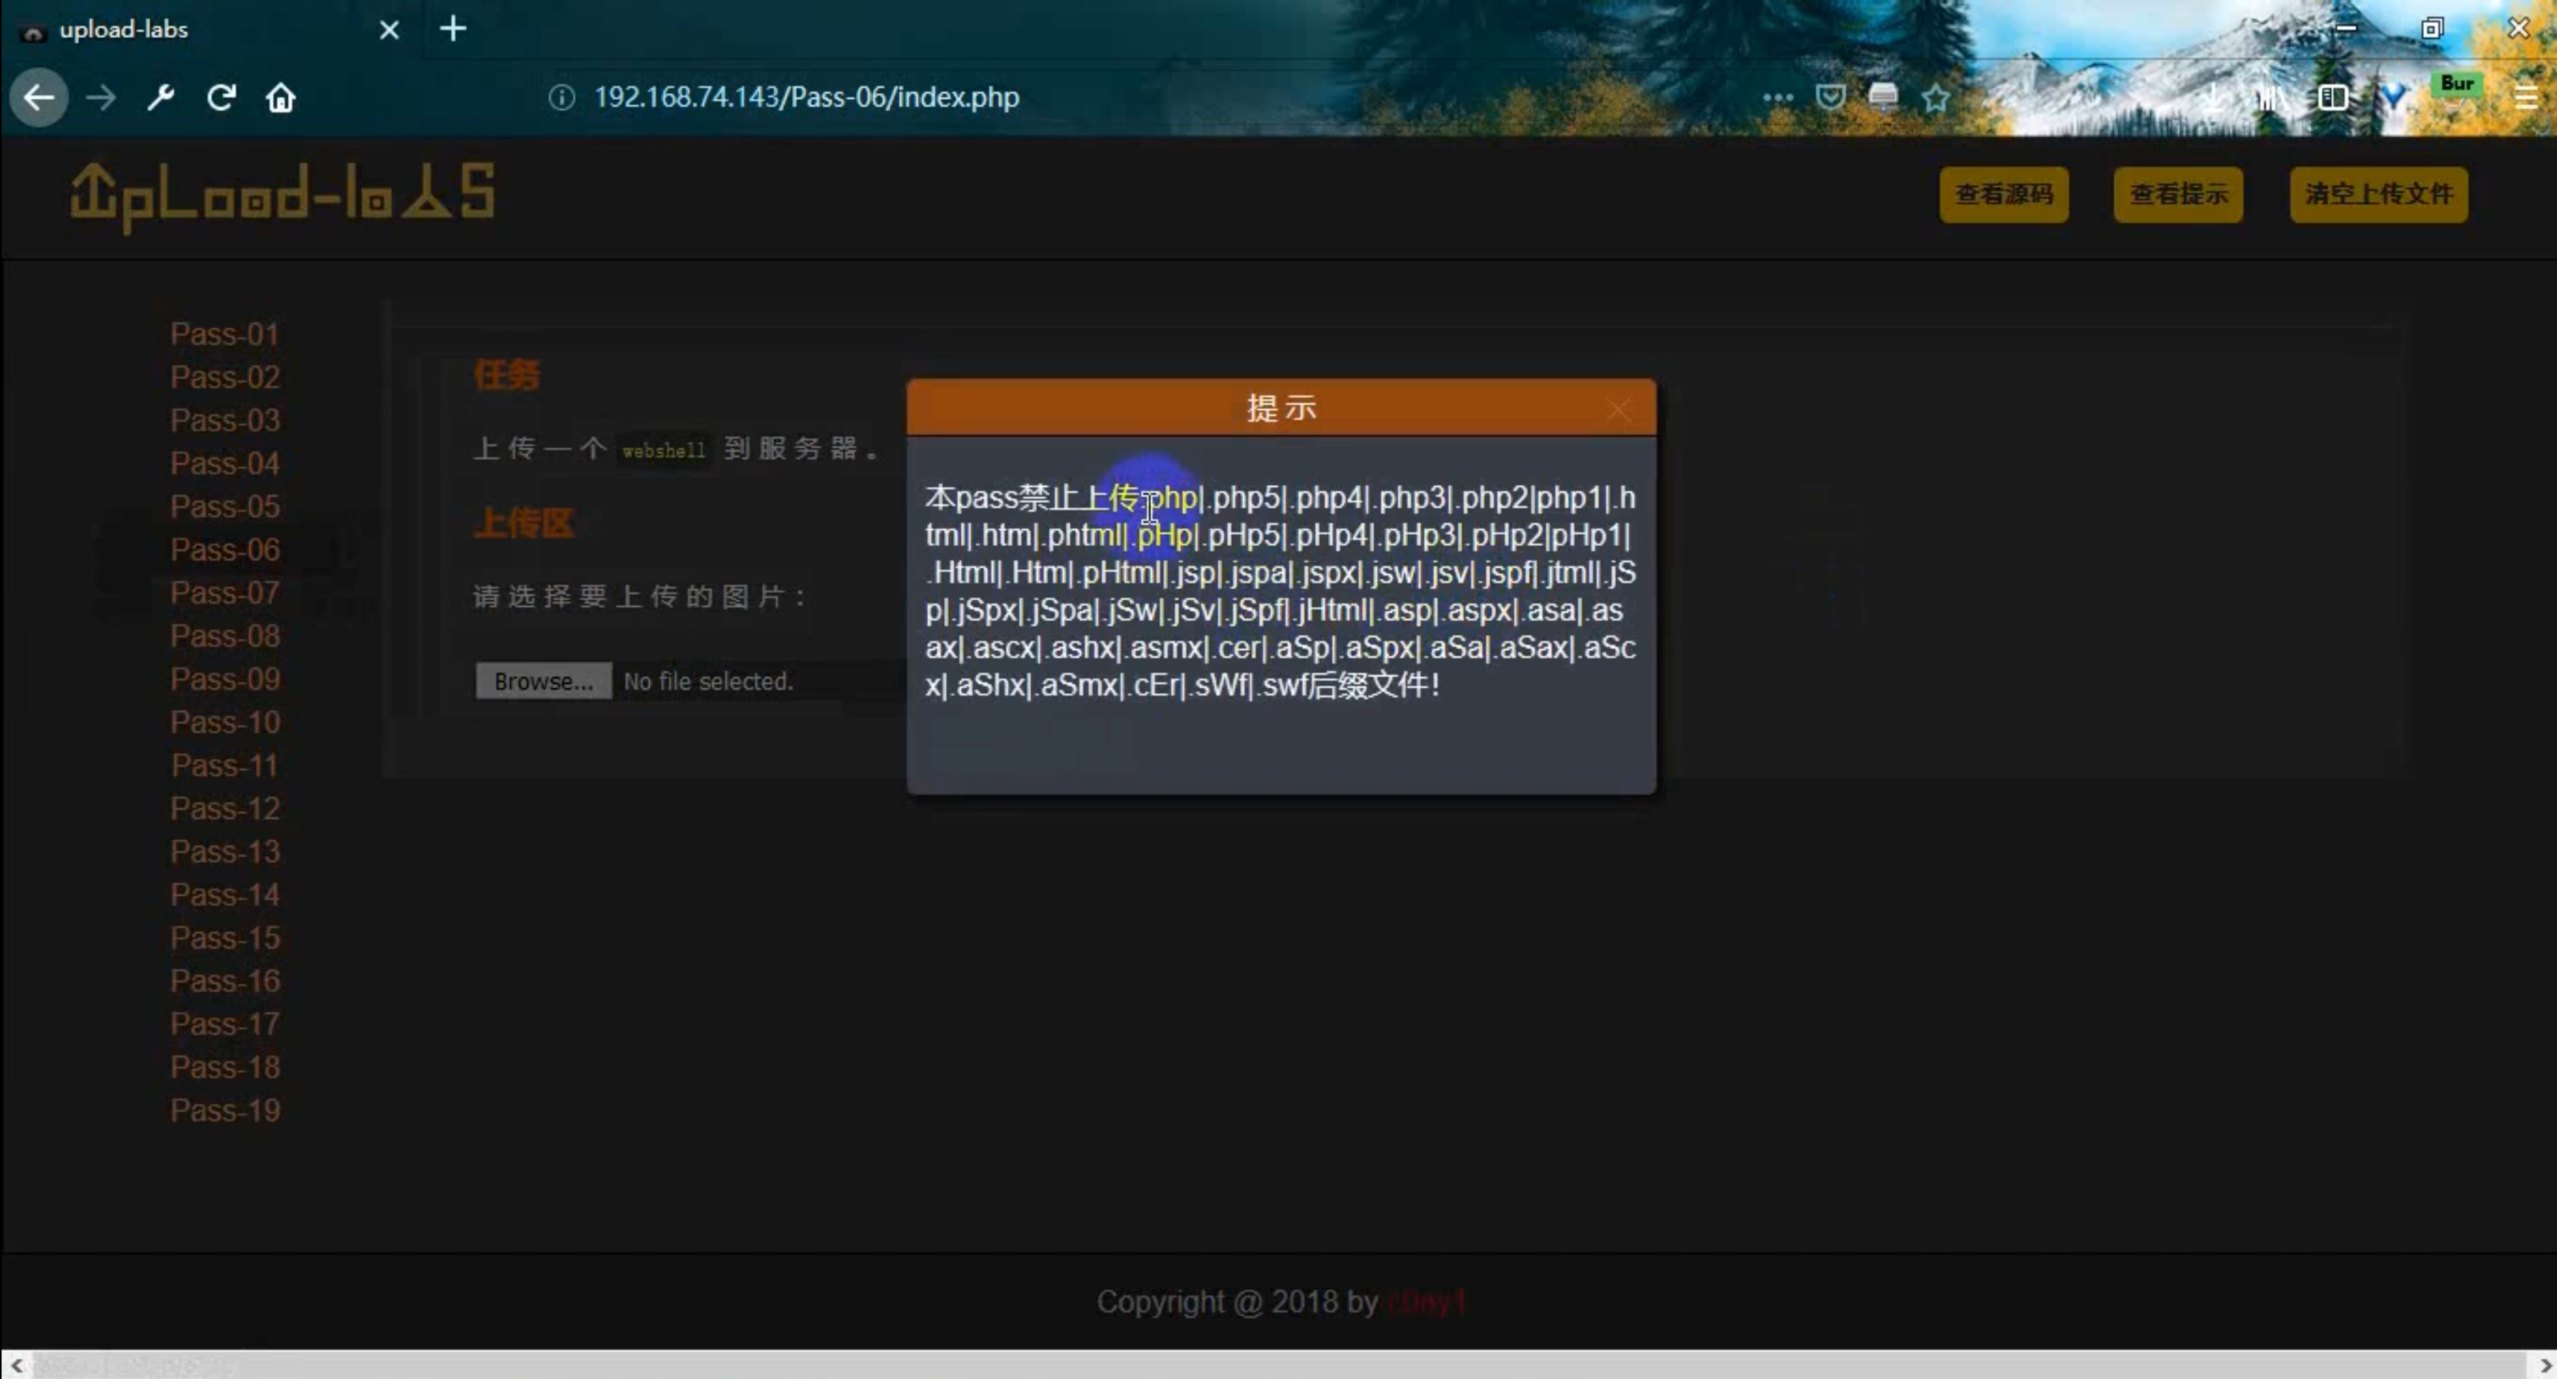 upload-labs
192.168.74.143/Pass-06/index.php
Bur
UpLoad-labs
查看源码
查看提示
清空上传文件
Pass-01
Pass-02
Pass-03
Pass-04
Pass-05
Pass-06
Pass-07
Pass-08
Pass-09
Pass-10
Pass-11
Pass-12
Pass-13
Pass-14
Pass-15
Pass-16
Pass-17
Pass-18
Pass-19
任务
上传一个 webshell 到服务器。
上传区
请选择要上传的图片：
Browse... No file selected.
提示
本pass禁止上传.php|.php5|.php4|.php3|.php2|php1|.h
tml|.htm|.phtml|.pHp|.pHp5|.pHp4|.pHp3|.pHp2|pHp1|
.Html|.Htm|.pHtml|.jsp|.jspa|.jspx|.jsw|.jsv|.jspf|.jtml|.jS
p|.jSpx|.jSpa|.jSw|.jSv|.jSpf|.jHtml|.asp|.aspx|.asa|.as
ax|.ascx|.ashx|.asmx|.cer|.aSp|.aSpx|.aSa|.aSax|.aSc
x|.aShx|.aSmx|.cEr|.sWf|.swf后缀文件！
Copyright @ 2018 by c0ny1